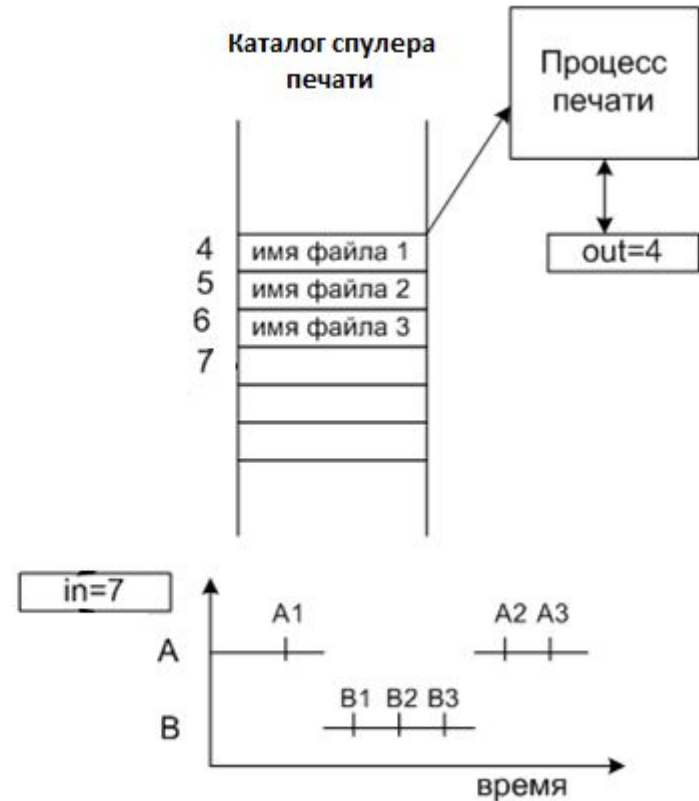 Каталог спулера
печати
Процесс
печати
4 имя файла 1
out=4
5 имя файла 2
6 имя файла 3
7
in=7
A1 A2 A3
A
B1 B2 B3
B
время